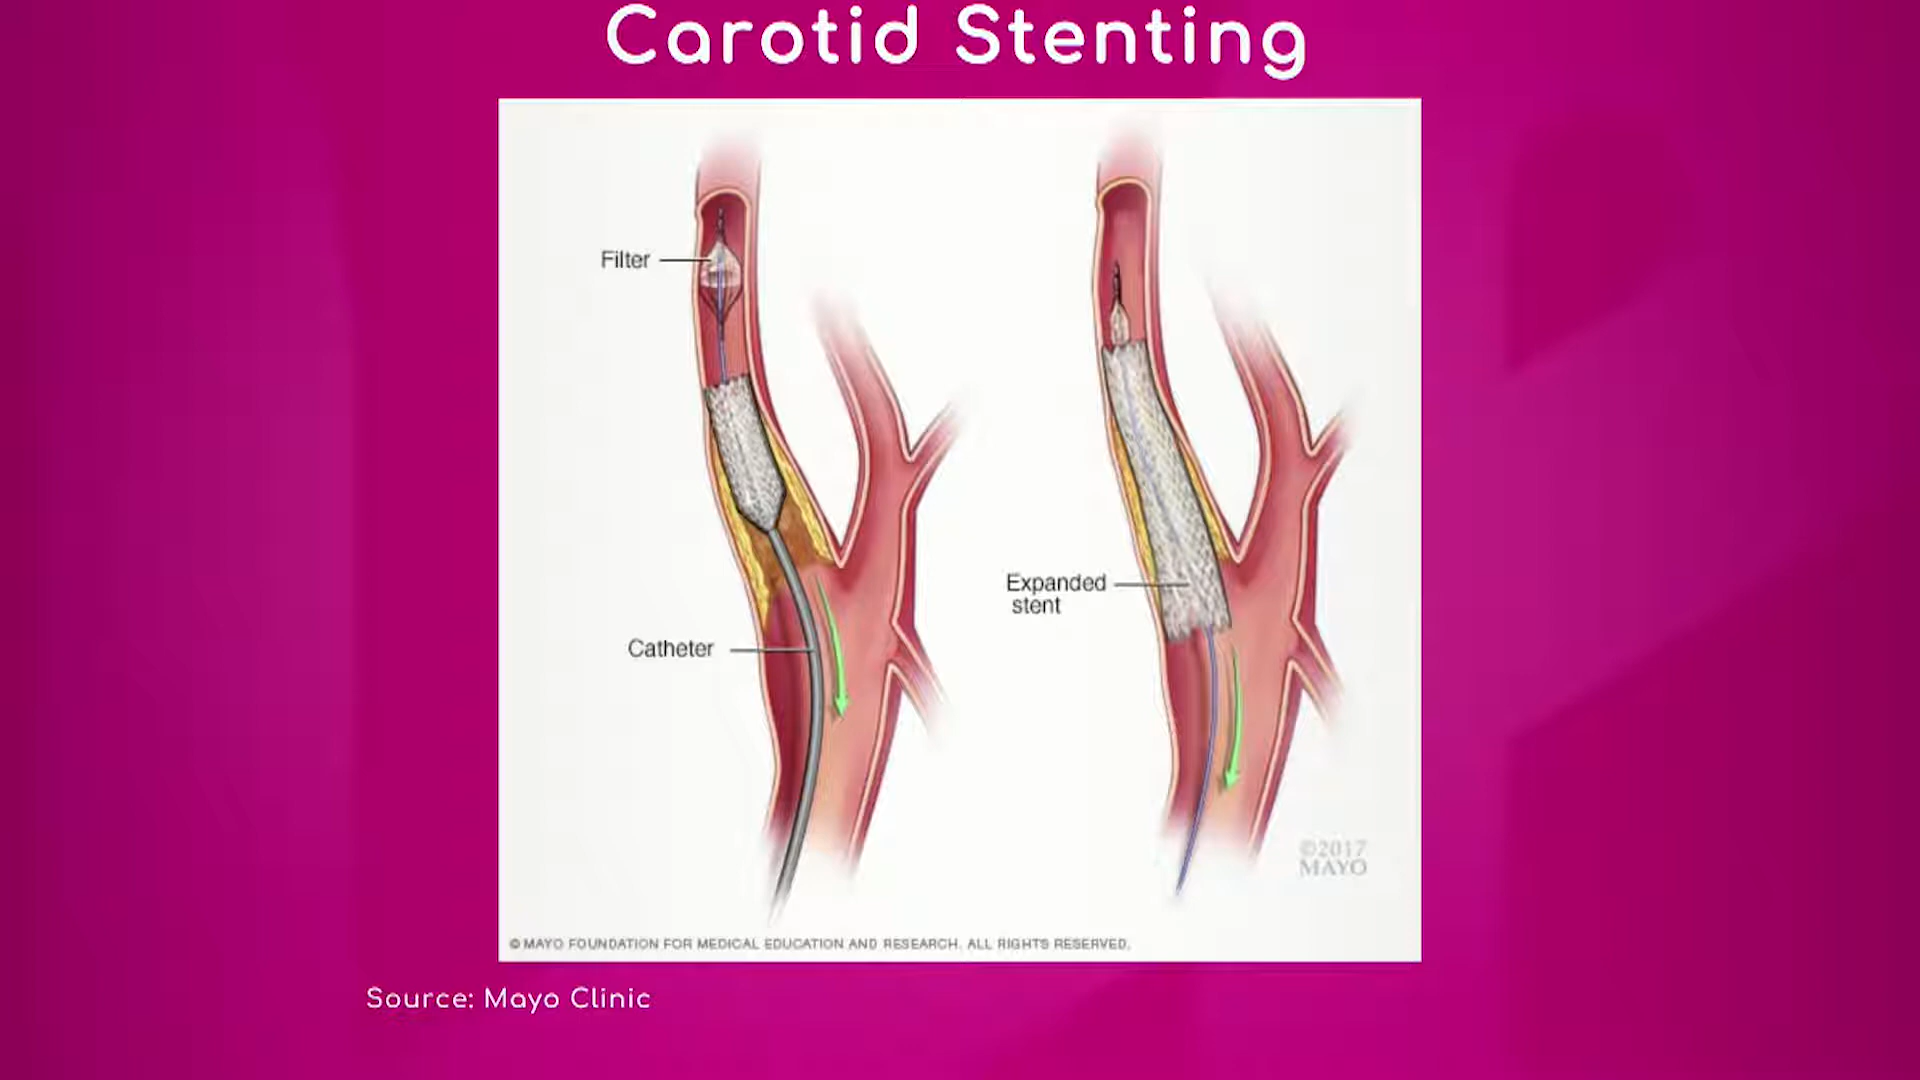 Carotid Stenting
Filter
Expanded
stent
Catheter
©2017
MAYO
© MAYO FOUNDATION FOR MEDICAL EDUCATION AND RESEARCH. ALL RIGHTS RESERVED.
Source: Mayo Clinic